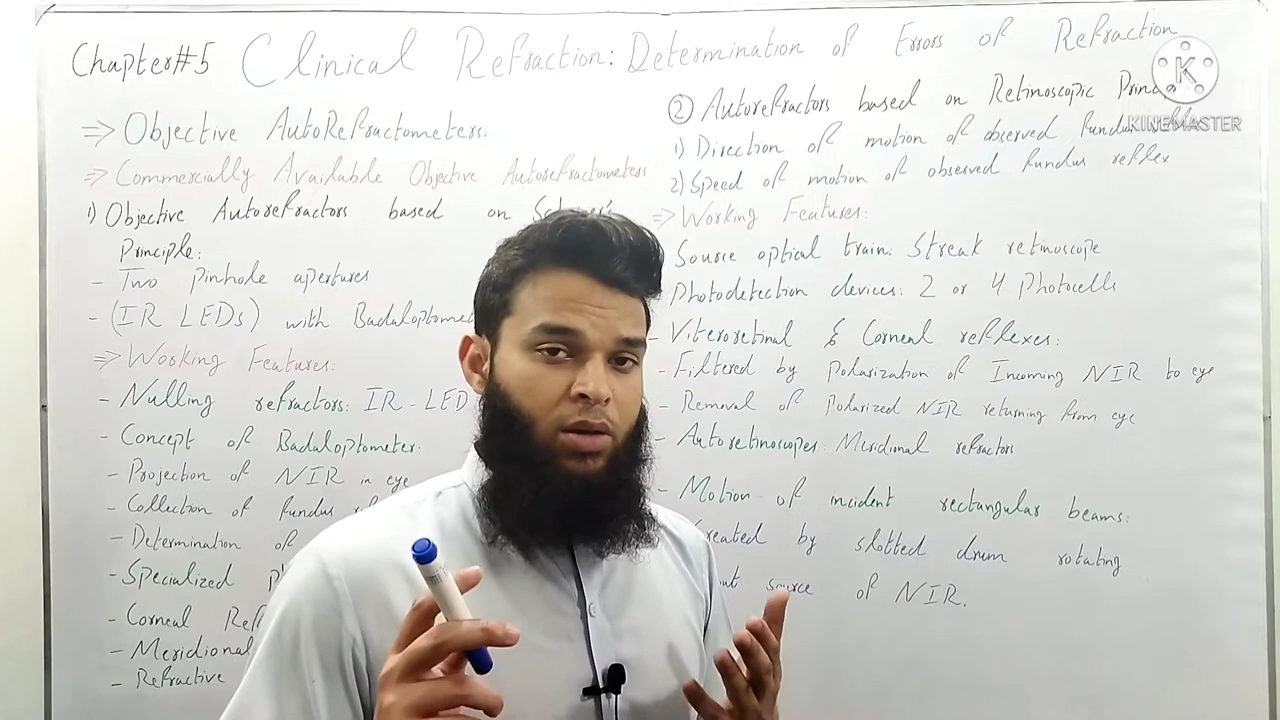 Chapter#5 Clinical Refraction: Determination of Errors of Refraction
=> Objective AutoRefractometers:
=> Commercially Available Objective Autorefractometers
1) Objective Autorefractors based on
Principle:
- Two pinhole apertures
- (IR LEDs) with Badaloptomet
=> Working Features:
- Nulling refractors: IR-LED
- Concept of Badaloptometer:
- Projection of NIR in eye
- Collection of fundus
- Determination of
- Specialized
- Corneal Ref
- Meridional
- Refractive
② Autorefractors based on Retinoscopic Princ
1) Direction of motion of observed fundus
2) Speed of motion of observed fundus reflex
=> Working Features:
Source optical train: Streak retinoscope
Photodetection devices: 2 or 4 Photocells
- Viteroretinal & Corneal reflexes:
- Filtered by Polarization of Incoming NIR to eye
- Removal of Polarized NIR returning from eye
- Autoretinoscopes: Meridional refractors
- Motion of incident rectangular beams:
reated by slotted drum rotating
source of NIR.
K
KINEMASTER